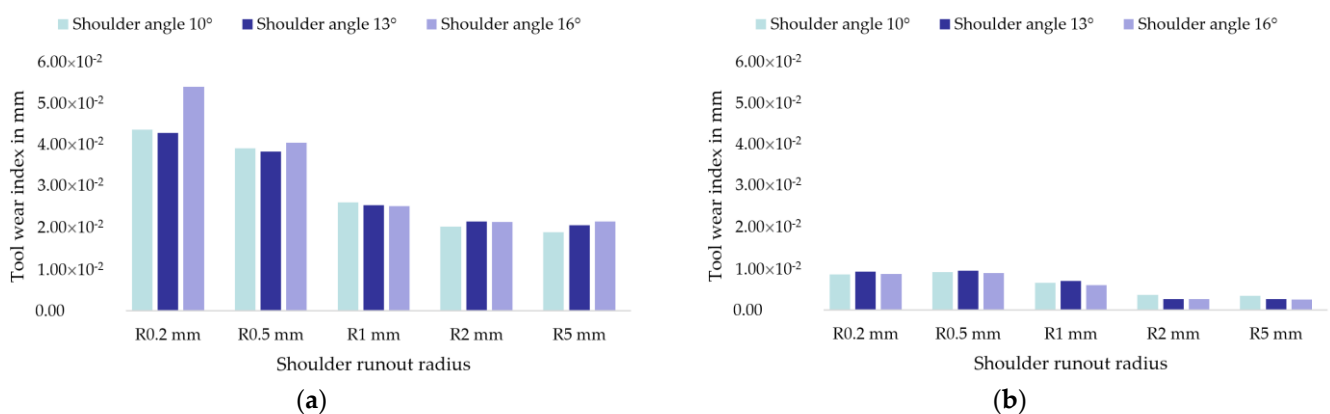 Shoulder angle 10° Shoulder angle 13° Shoulder angle 16°
6.00×10⁻²
5.00×10⁻²
4.00×10⁻²
3.00×10⁻²
2.00×10⁻²
1.00×10⁻²
0.00
Tool wear index in mm
R0.2 mm R0.5 mm R1 mm R2 mm R5 mm
Shoulder runout radius
(a)
Shoulder angle 10° Shoulder angle 13° Shoulder angle 16°
6.00×10⁻²
5.00×10⁻²
4.00×10⁻²
3.00×10⁻²
2.00×10⁻²
1.00×10⁻²
0.00
Tool wear index in mm
R0.2 mm R0.5 mm R1 mm R2 mm R5 mm
Shoulder runout radius
(b)